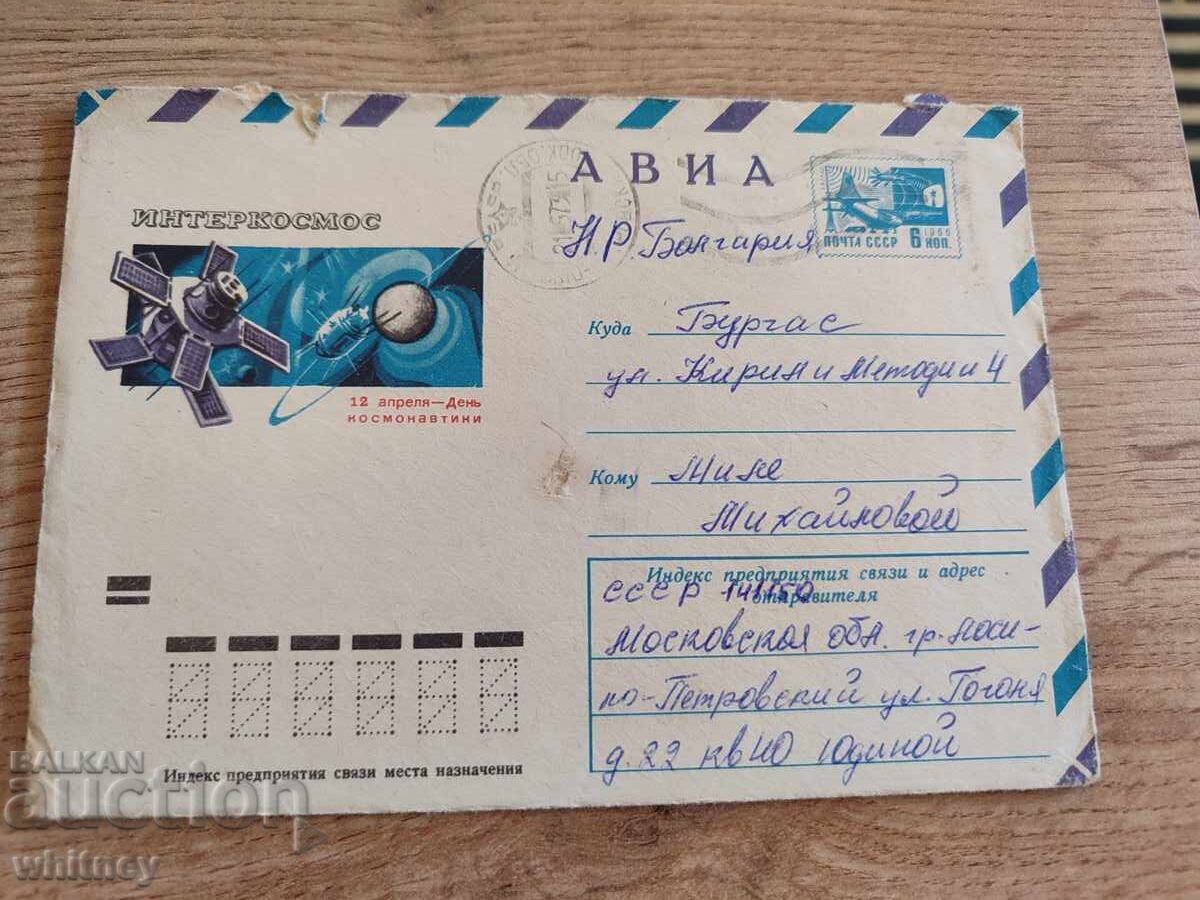 АВИА
ИНТЕРКОСМОС
12 апреля—День
космонавтики
1966
ПОЧТА СССР 6 КОП.
Н.Р. Болгария
Куда Бургас
ул. Кирил и Методий 4
Кому
Михайловой
Индекс предприятия связи и адрес
отправителя
СССР 141150
Московская обл. гр. Лоси-
но-Петровский ул. Гоголя
д. 22 кв 40 Юдиной
Индекс предприятия связи места назначения
BALKAN
auction
whitney